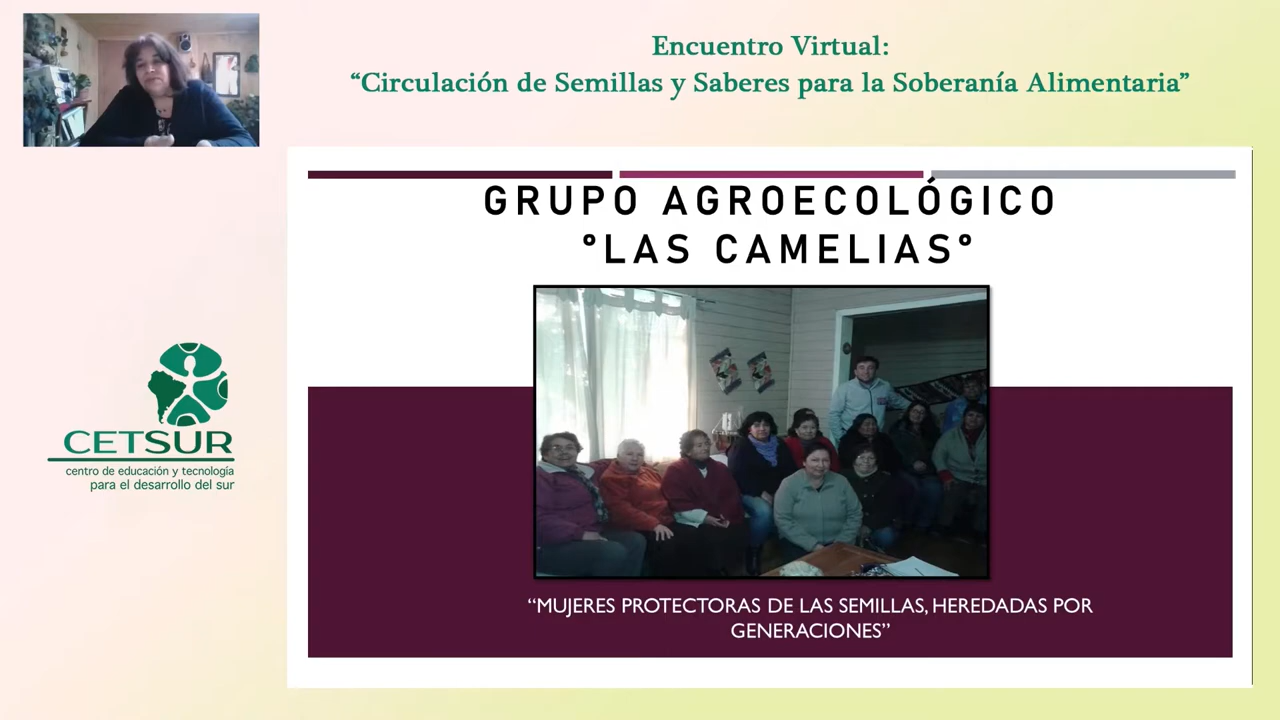 Encuentro Virtual:
“Circulación de Semillas y Saberes para la Soberanía Alimentaria”
GRUPO AGROECOLÓGICO
°LAS CAMELIAS°
CETSUR
centro de educación y tecnología
para el desarrollo del sur
“MUJERES PROTECTORAS DE LAS SEMILLAS, HEREDADAS POR
GENERACIONES”